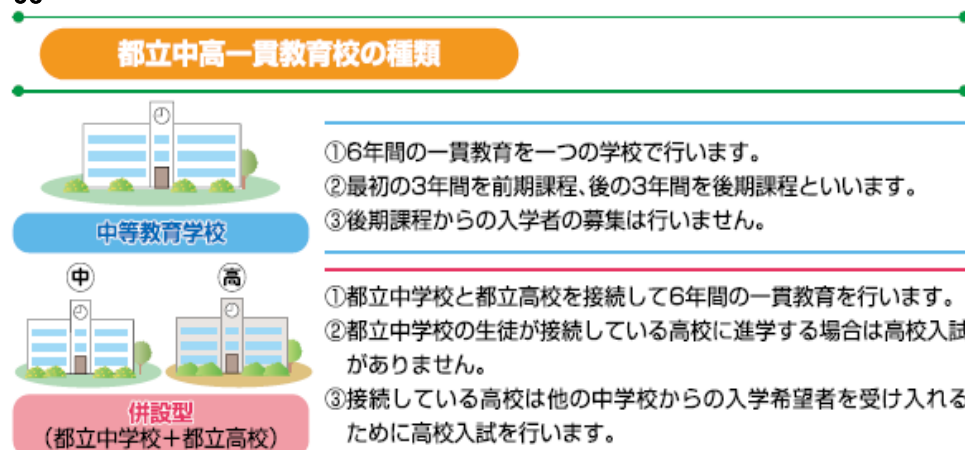 都立中高一貫教育校の種類
①6年間の一貫教育を一つの学校で行います。
②最初の3年間を前期課程、後の3年間を後期課程といいます。
③後期課程からの入学者の募集は行いません。
中等教育学校
中
高
①都立中学校と都立高校を接続して6年間の一貫教育を行います。
②都立中学校の生徒が接続している高校に進学する場合は高校入試
がありません。
③接続している高校は他の中学校からの入学希望者を受け入れる
ために高校入試を行います。
併設型
(都立中学校+都立高校)